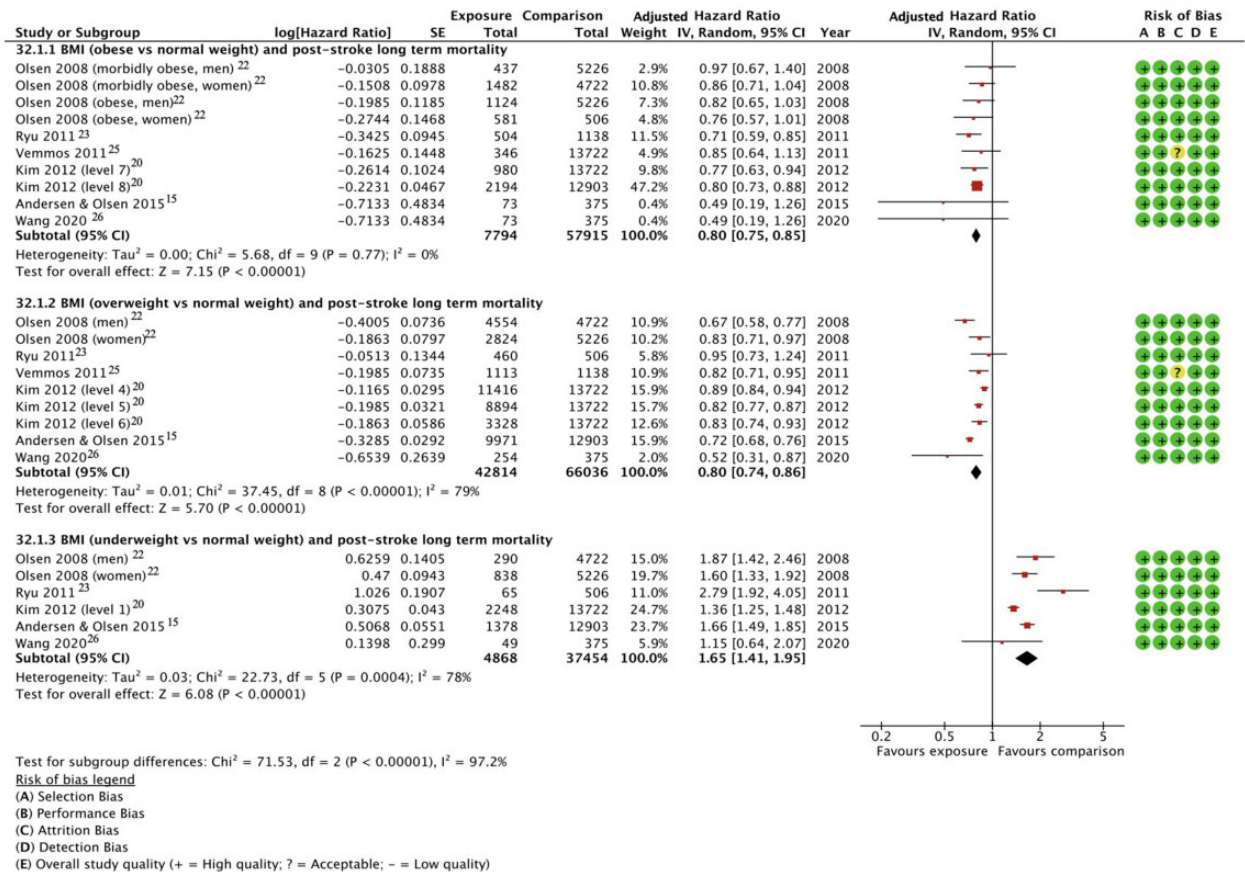 Exposure Comparison Adjusted Hazard Ratio Adjusted Hazard Ratio Risk of Bias
Study or Subgroup log[Hazard Ratio] SE Total Total Weight IV, Random, 95% CI Year IV, Random, 95% CI A B C D E
32.1.1 BMI (obese vs normal weight) and post-stroke long term mortality
Olsen 2008 (morbidly obese, men) 22 -0.0305 0.1888 437 5226 2.9% 0.97 [0.67, 1.40] 2008 + + + + +
Olsen 2008 (morbidly obese, women) 22 -0.1508 0.0978 1482 4722 10.8% 0.86 [0.71, 1.04] 2008 + + + + +
Olsen 2008 (obese, men)22 -0.1985 0.1185 1124 5226 7.3% 0.82 [0.65, 1.03] 2008 + + + + +
Olsen 2008 (obese, women) 22 -0.2744 0.1468 581 506 4.8% 0.76 [0.57, 1.01] 2008 + + + + +
Ryu 2011 23 -0.3425 0.0945 504 1138 11.5% 0.71 [0.59, 0.85] 2011 + + + + +
Vemmos 201125 -0.1625 0.1448 346 13722 4.9% 0.85 [0.64, 1.13] 2011 + + ? + +
Kim 2012 (level 7)20 -0.2614 0.1024 980 13722 9.8% 0.77 [0.63, 0.94] 2012 + + + + +
Kim 2012 (level 8)20 -0.2231 0.0467 2194 12903 47.2% 0.80 [0.73, 0.88] 2012 + + + + +
Andersen & Olsen 201515 -0.7133 0.4834 73 375 0.4% 0.49 [0.19, 1.26] 2015 + + + + +
Wang 2020 26 -0.7133 0.4834 73 375 0.4% 0.49 [0.19, 1.26] 2020 + + + + +
Subtotal (95% CI) 7794 57915 100.0% 0.80 [0.75, 0.85]
Heterogeneity: Tau² = 0.00; Chi² = 5.68, df = 9 (P = 0.77); I² = 0%
Test for overall effect: Z = 7.15 (P < 0.00001)
32.1.2 BMI (overweight vs normal weight) and post-stroke long term mortality
Olsen 2008 (men) 22 -0.4005 0.0736 4554 4722 10.9% 0.67 [0.58, 0.77] 2008 + + + + +
Olsen 2008 (women)22 -0.1863 0.0797 2824 5226 10.2% 0.83 [0.71, 0.97] 2008 + + + + +
Ryu 201123 -0.0513 0.1344 460 506 5.8% 0.95 [0.73, 1.24] 2011 + + + + +
Vemmos 201125 -0.1985 0.0735 1113 1138 10.9% 0.82 [0.71, 0.95] 2011 + + ? + +
Kim 2012 (level 4)20 -0.1165 0.0295 11416 13722 15.9% 0.89 [0.84, 0.94] 2012 + + + + +
Kim 2012 (level 5)20 -0.1985 0.0321 8894 13722 15.7% 0.82 [0.77, 0.87] 2012 + + + + +
Kim 2012 (level 6)20 -0.1863 0.0586 3328 13722 12.6% 0.83 [0.74, 0.93] 2012 + + + + +
Andersen & Olsen 201515 -0.3285 0.0292 9971 12903 15.9% 0.72 [0.68, 0.76] 2015 + + + + +
Wang 202026 -0.6539 0.2639 254 375 2.0% 0.52 [0.31, 0.87] 2020 + + + + +
Subtotal (95% CI) 42814 66036 100.0% 0.80 [0.74, 0.86]
Heterogeneity: Tau² = 0.01; Chi² = 37.45, df = 8 (P < 0.00001); I² = 79%
Test for overall effect: Z = 5.70 (P < 0.00001)
32.1.3 BMI (underweight vs normal weight) and post-stroke long term mortality
Olsen 2008 (men) 22 0.6259 0.1405 290 4722 15.0% 1.87 [1.42, 2.46] 2008 + + + + +
Olsen 2008 (women)22 0.47 0.0943 838 5226 19.7% 1.60 [1.33, 1.92] 2008 + + + + +
Ryu 2011 23 1.026 0.1907 65 506 11.0% 2.79 [1.92, 4.05] 2011 + + + + +
Kim 2012 (level 1)20 0.3075 0.043 2248 13722 24.7% 1.36 [1.25, 1.48] 2012 + + + + +
Andersen & Olsen 2015 15 0.5068 0.0551 1378 12903 23.7% 1.66 [1.49, 1.85] 2015 + + + + +
Wang 202026 0.1398 0.299 49 375 5.9% 1.15 [0.64, 2.07] 2020 + + + + +
Subtotal (95% CI) 4868 37454 100.0% 1.65 [1.41, 1.95]
Heterogeneity: Tau² = 0.03; Chi² = 22.73, df = 5 (P = 0.0004); I² = 78%
Test for overall effect: Z = 6.08 (P < 0.00001)
0.2 0.5 1 2 5
Favours exposure Favours comparison
Test for subgroup differences: Chi² = 71.53, df = 2 (P < 0.00001), I² = 97.2%
Risk of bias legend
(A) Selection Bias
(B) Performance Bias
(C) Attrition Bias
(D) Detection Bias
(E) Overall study quality (+ = High quality; ? = Acceptable; - = Low quality)